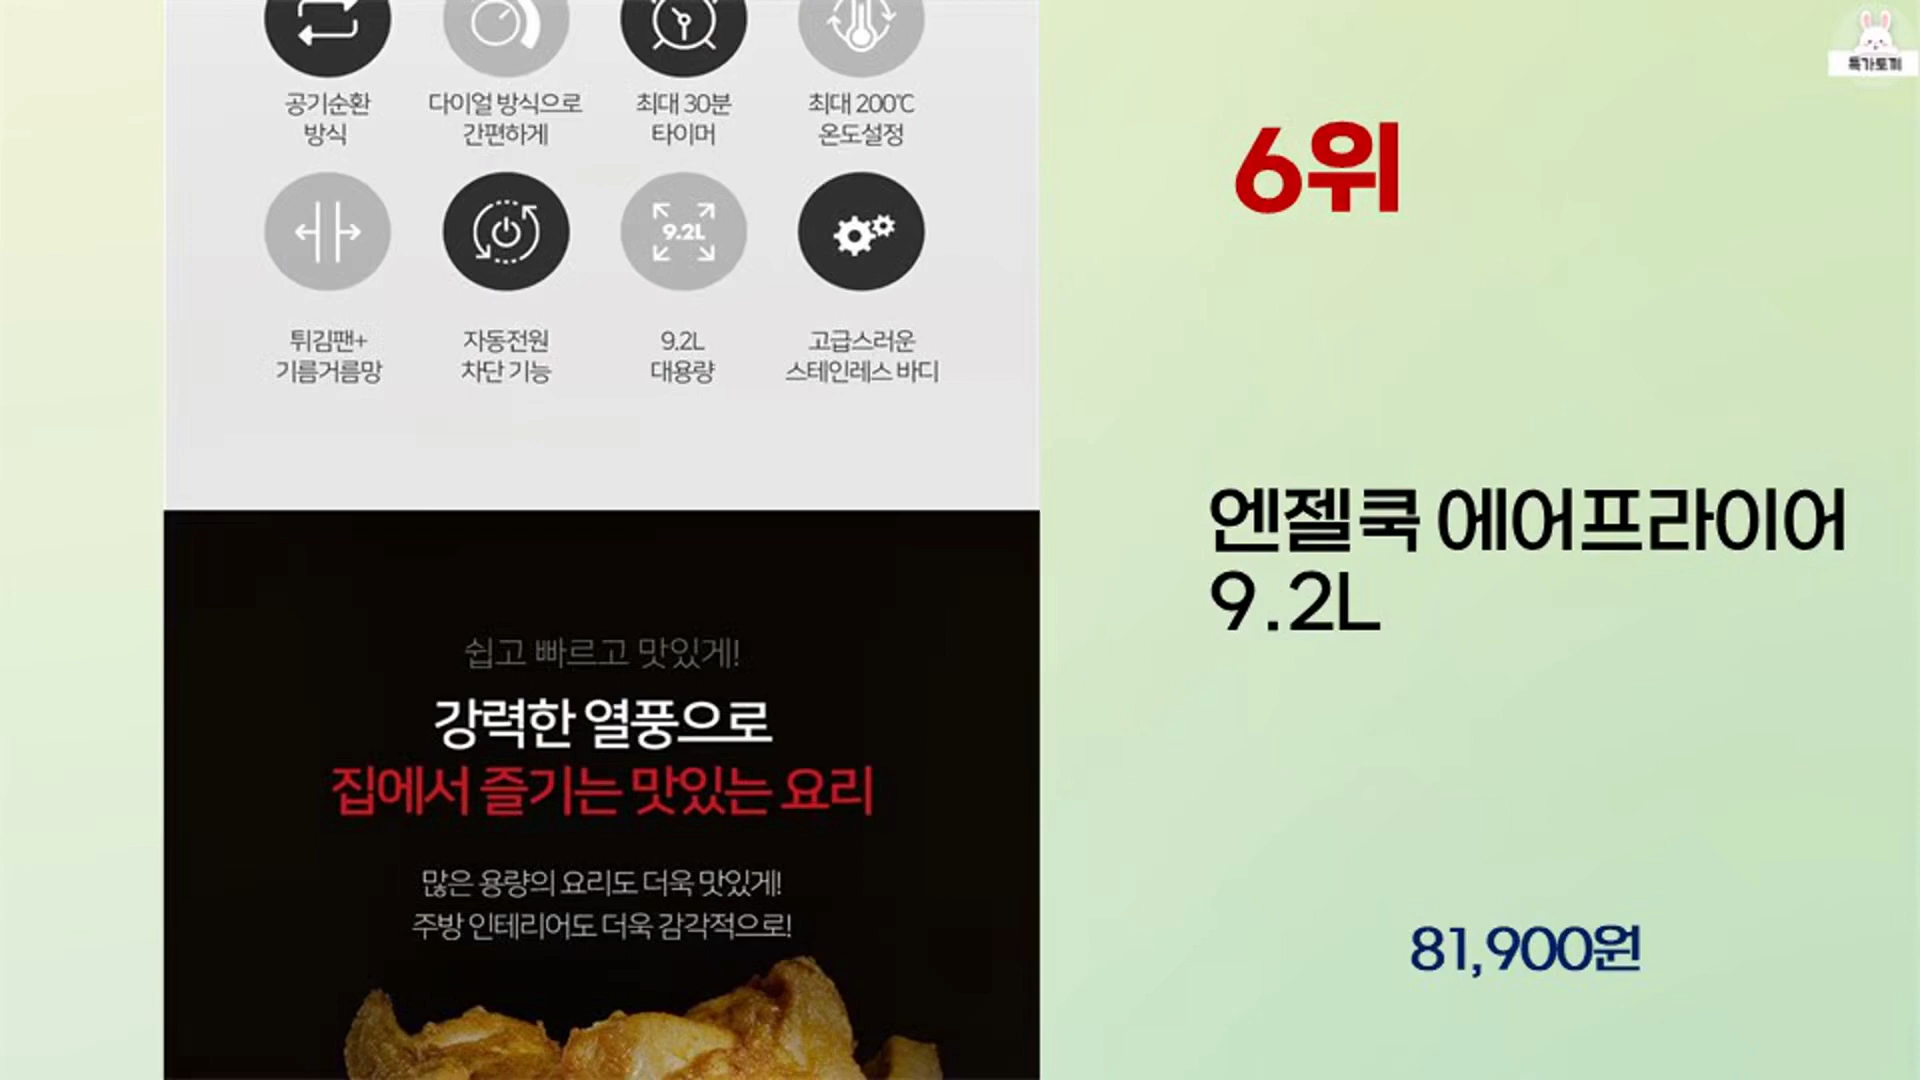 공기순환
방식
다이얼 방식으로
간편하게
최대 30분
타이머
최대 200℃
온도설정
9.2L
튀김팬+
기름거름망
자동전원
차단 기능
9.2L
대용량
고급스러운
스테인레스 바디
쉽고 빠르고 맛있게!
강력한 열풍으로
집에서 즐기는 맛있는 요리
많은 용량의 요리도 더욱 맛있게!
주방 인테리어도 더욱 감각적으로!
특가토끼
6위
엔젤쿡 에어프라이어
9.2L
81,900원